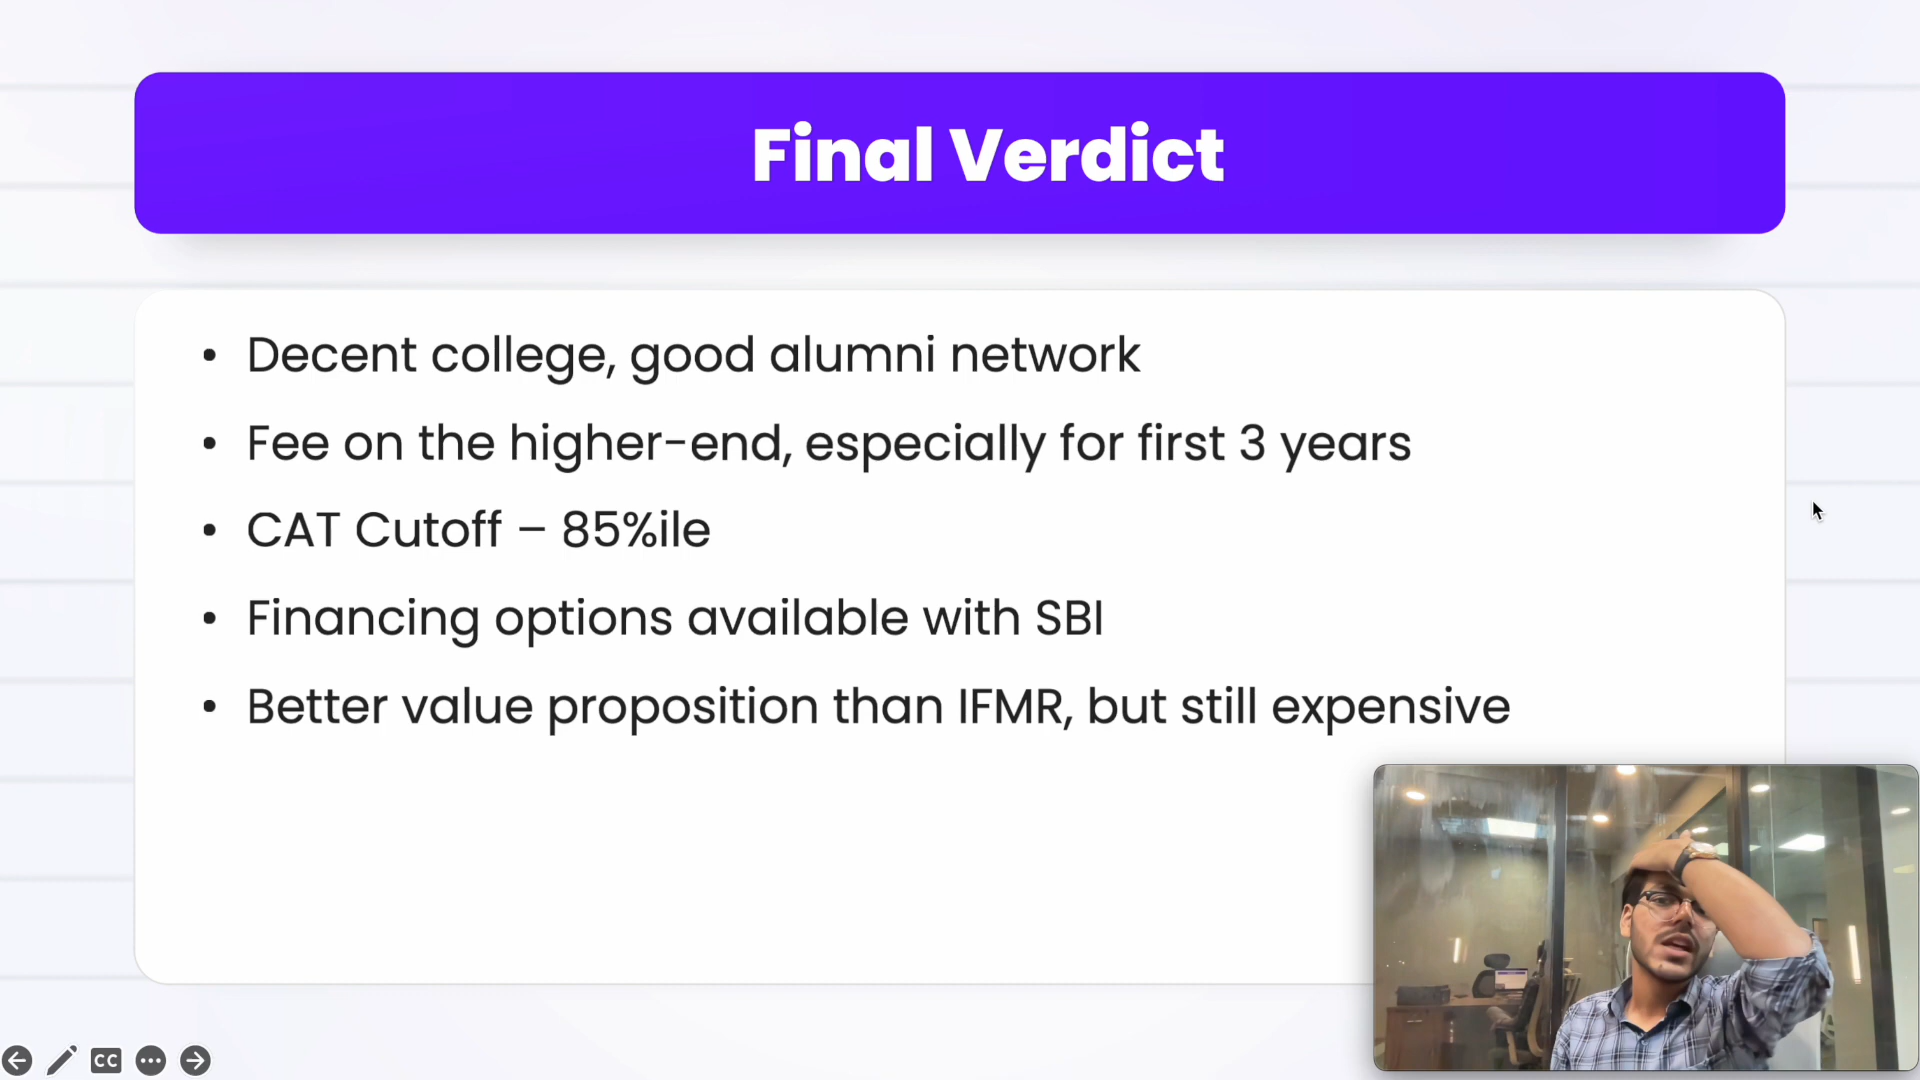 Final Verdict
• Decent college, good alumni network
• Fee on the higher-end, especially for first 3 years
• CAT Cutoff – 85%ile
• Financing options available with SBI
• Better value proposition than IFMR, but still expensive
CC